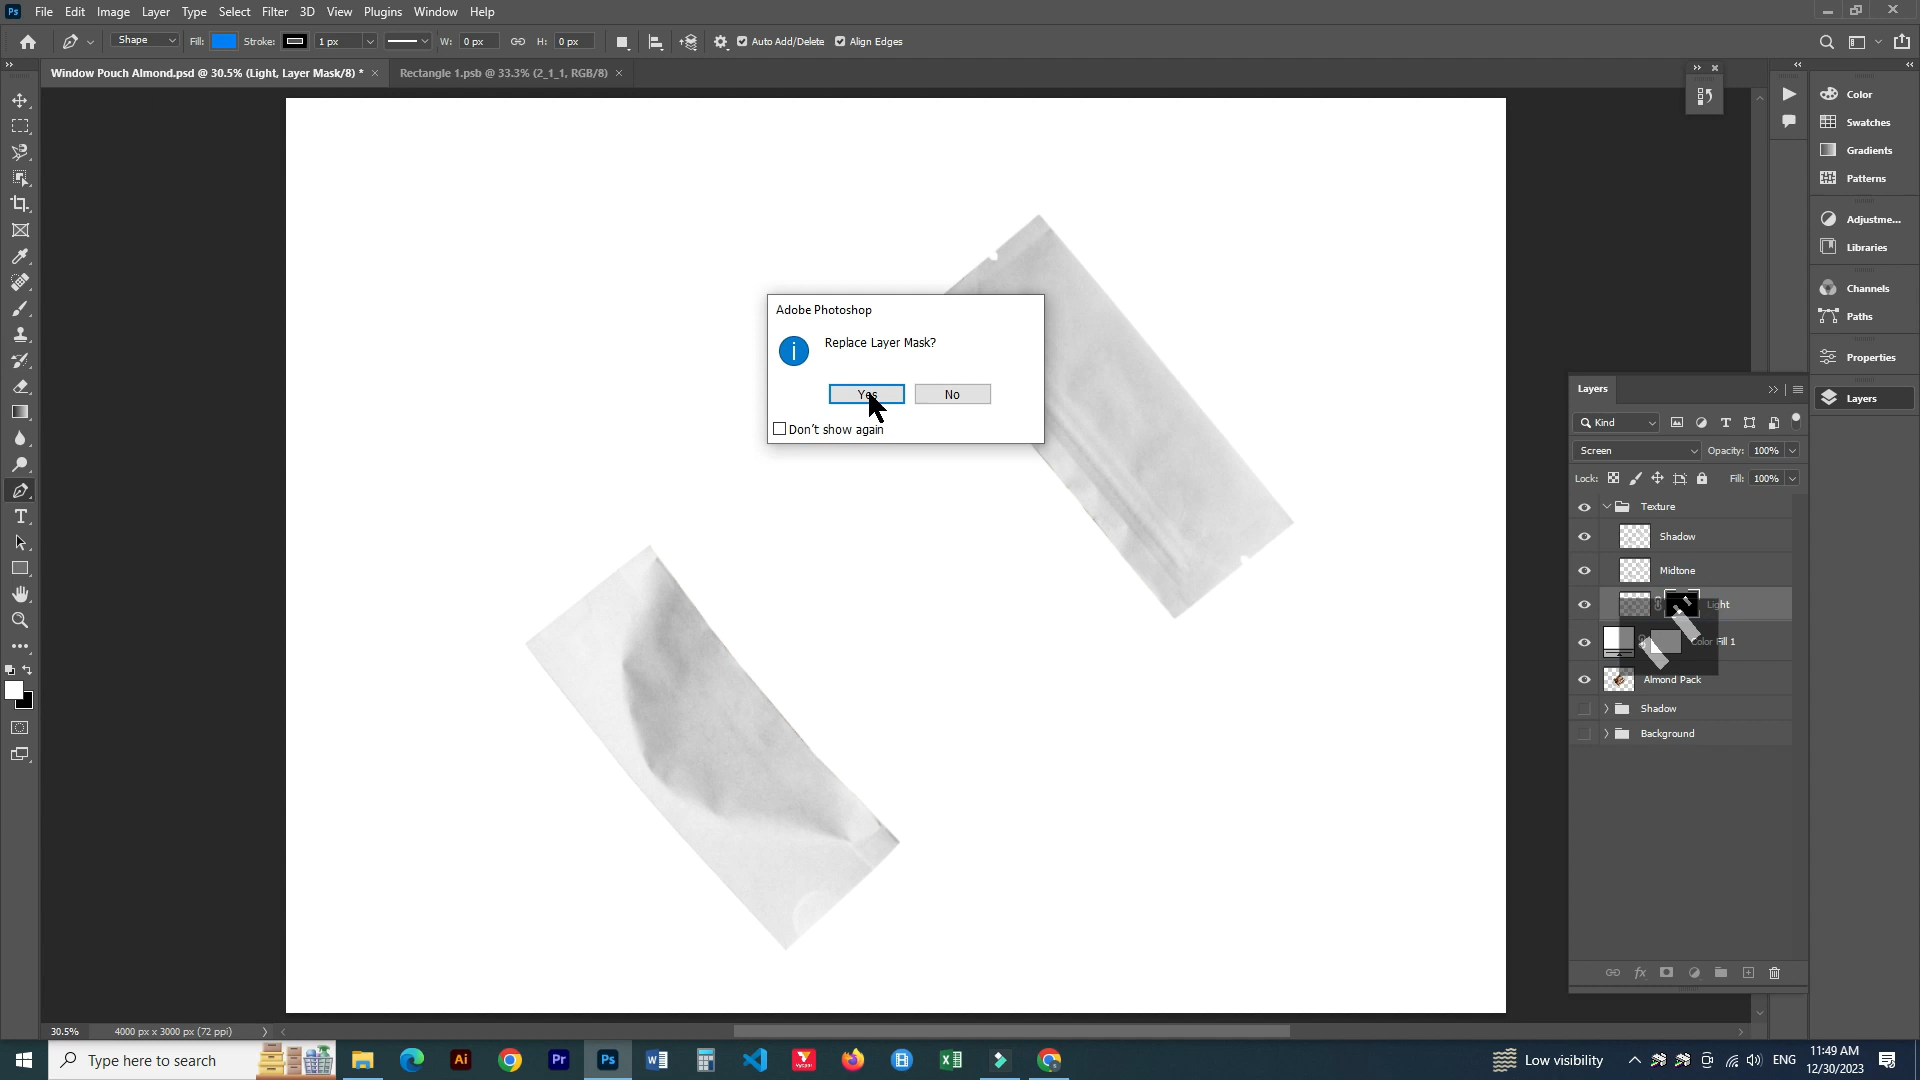 Ps File Edit Image Layer Type Select Filter 3D View Plugins Window Help
Shape Fill: Stroke: 1 px W: 0 px H: 0 px Auto Add/Delete Align Edges
Window Pouch Almond.psd @ 30.5% (Light, Layer Mask/8) * × Rectangle 1.psb @ 33.3% (2_1_1, RGB/8) ×
Color
Swatches
Gradients
Patterns
Adjustme...
Libraries
Channels
Paths
Properties
Layers
Adobe Photoshop
Replace Layer Mask?
Yes No
Don't show again
Layers
Kind
Screen Opacity: 100%
Lock: Fill: 100%
Texture
Shadow
Midtone
Light
Color Fill 1
Almond Pack
Shadow
Background
fx
30.5% 4000 px x 3000 px (72 ppi)
Type here to search
Ai Pr Ps
Low visibility
ENG
11:49 AM
12/30/2023